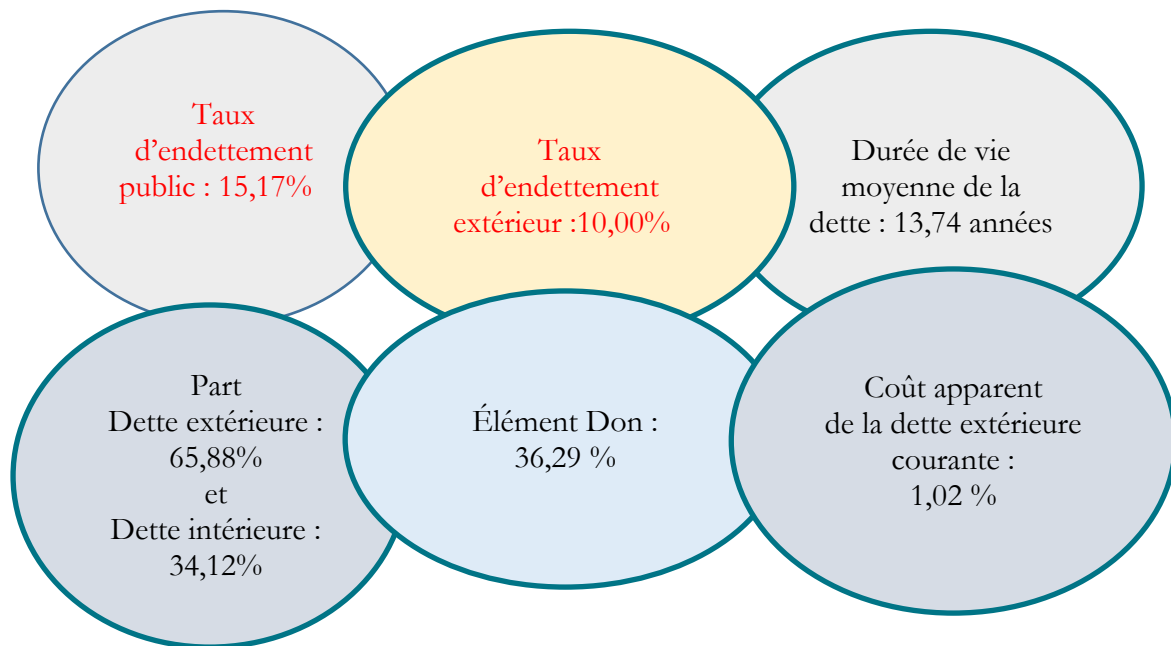 Taux
d’endettement
public : 15,17%
Taux
d’endettement
extérieur :10,00%
Durée de vie
moyenne de la
dette : 13,74 années
Part
Dette extérieure :
65,88%
et
Dette intérieure :
34,12%
Élément Don :
36,29 %
Coût apparent
de la dette extérieure
courante :
1,02 %